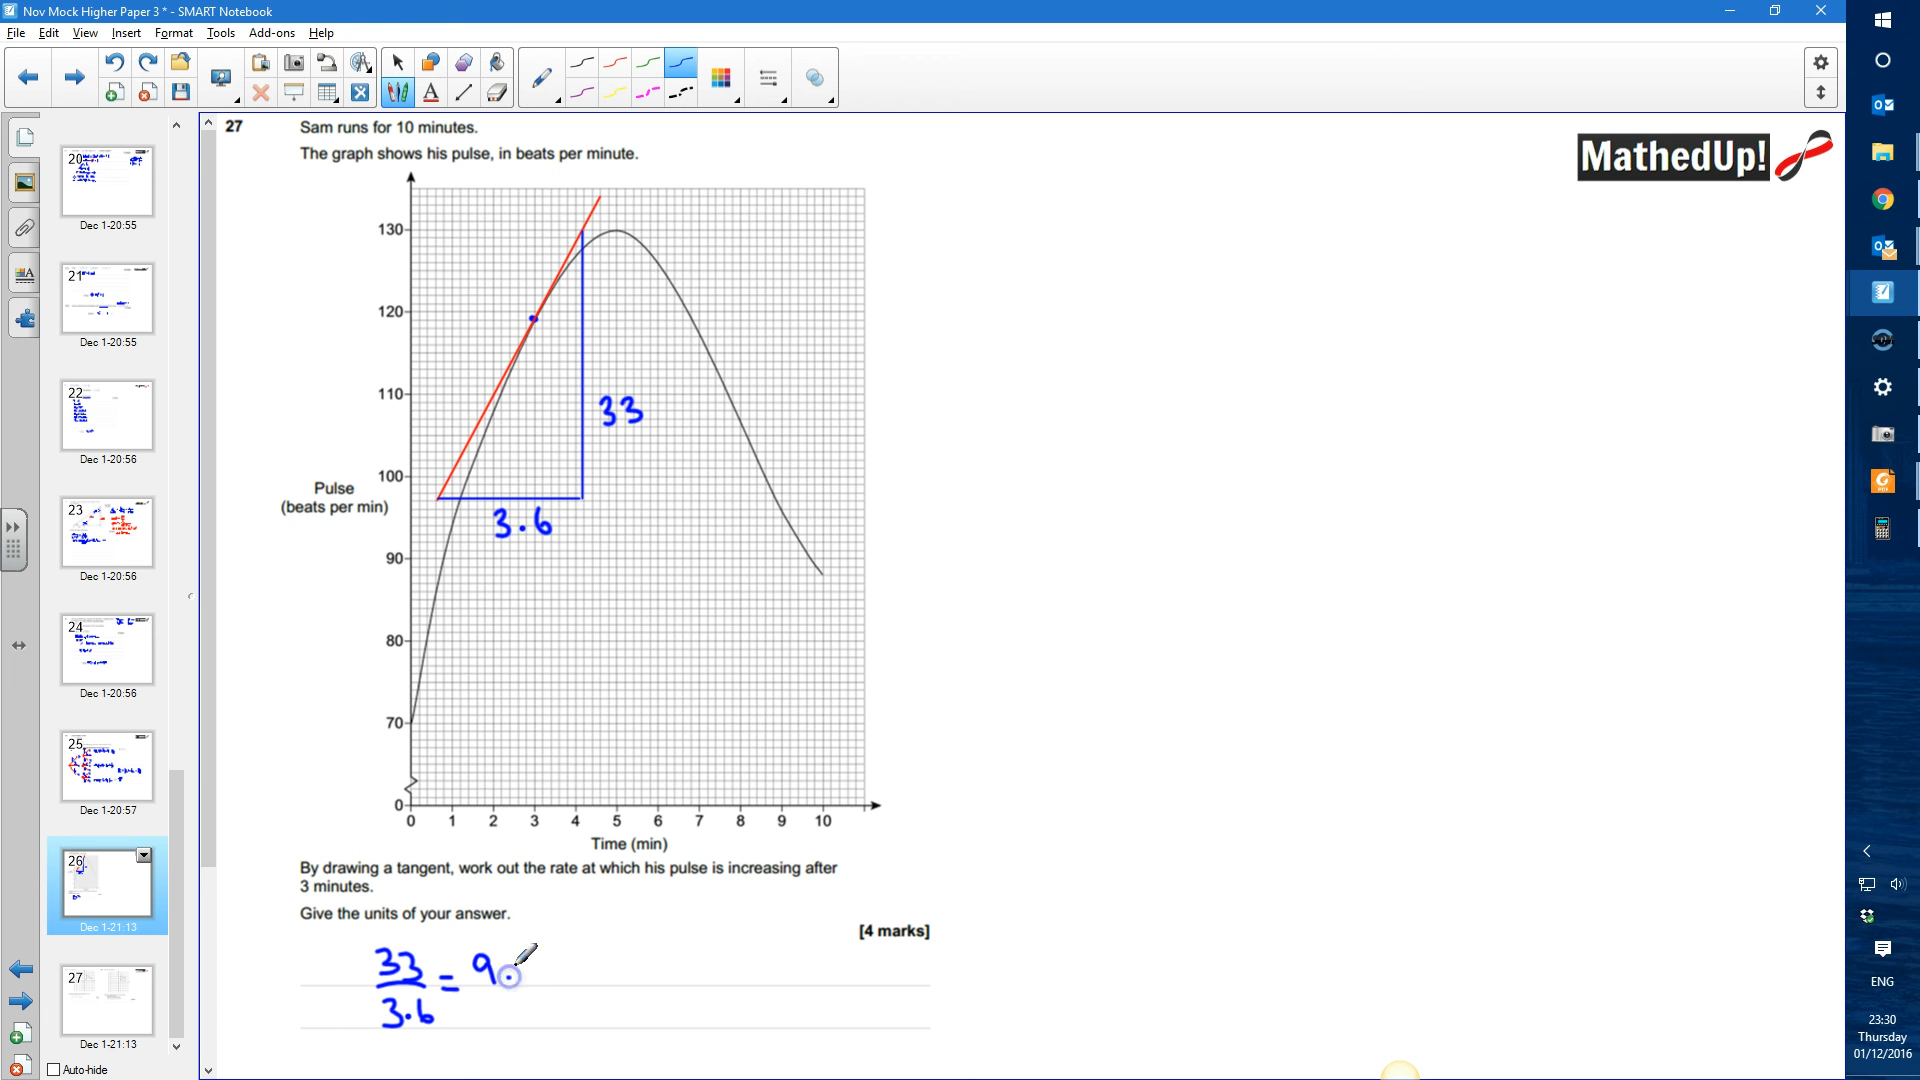 Nov Mock Higher Paper 3 * - SMART Notebook
File Edit View Insert Format Tools Add-ons Help
20
Dec 1-20:55
21
Dec 1-20:55
22
Dec 1-20:56
23
Dec 1-20:56
24
Dec 1-20:56
25
Dec 1-20:57
26
Dec 1-21:13
27
Dec 1-21:13
Auto-hide
27 Sam runs for 10 minutes.
The graph shows his pulse, in beats per minute.
MathedUp!
130
120
110
33
100
Pulse
(beats per min)
3.6
90
80
70
0
0 1 2 3 4 5 6 7 8 9 10
Time (min)
By drawing a tangent, work out the rate at which his pulse is increasing after
3 minutes.
Give the units of your answer.
[4 marks]
33
= 9.
3.6
ENG
23:30
Thursday
01/12/2016